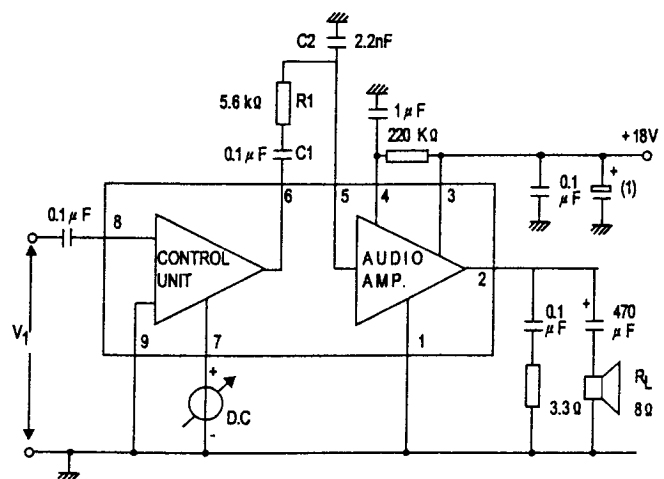 C2
2.2nF
5.6 kΩ
R1
1 μF
220 KΩ
+18V
0.1 μF
C1
6
5
4
3
0.1
μF
+
(1)
0.1 μF
8
CONTROL
UNIT
AUDIO
AMP.
2
V1
9
7
1
0.1
μF
+
470
μF
+
D.C
-
3.3Ω
RL
8Ω